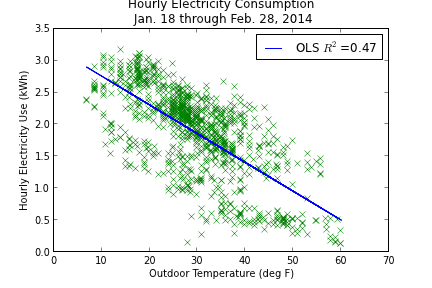 Hourly Electricity Consumption
Jan. 18 through Feb. 28, 2014
OLS R² =0.47
3.5
3.0
2.5
2.0
1.5
1.0
0.5
0.0
Hourly Electricity Use (kWh)
0 10 20 30 40 50 60 70
Outdoor Temperature (deg F)